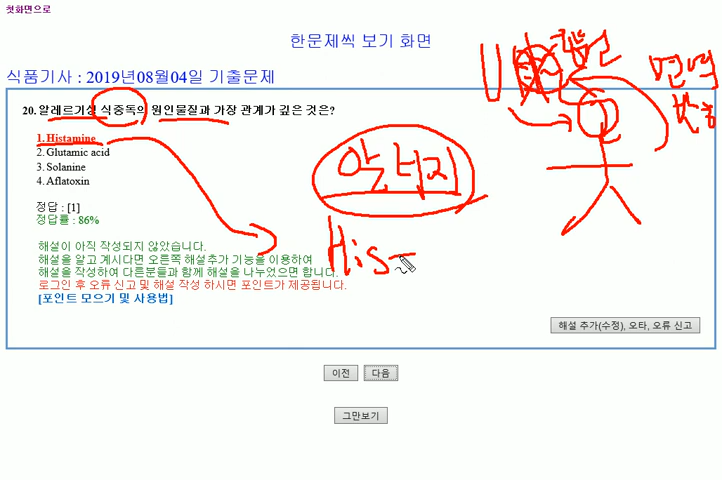 첫화면으로
한문제씩 보기 화면
식품기사 : 2019년08월04일 기출문제
20. 알레르기성 식중독의 원인물질과 가장 관계가 깊은 것은?
1. Histamine
2. Glutamic acid
3. Solanine
4. Aflatoxin
정답 : [1]
정답률 : 86%
해설이 아직 작성되지 않았습니다.
해설을 알고 계시다면 오른쪽 해설추가 기능을 이용하여
해설을 작성하여 다른분들과 함께 해설을 나누었으면 합니다.
로그인 후 오류 신고 및 해설 작성 하시면 포인트가 제공됩니다.
[포인트 모으기 및 사용법]
해설 추가(수정), 오타, 오류 신고
이전 다음
그만보기
면역
알러지
His